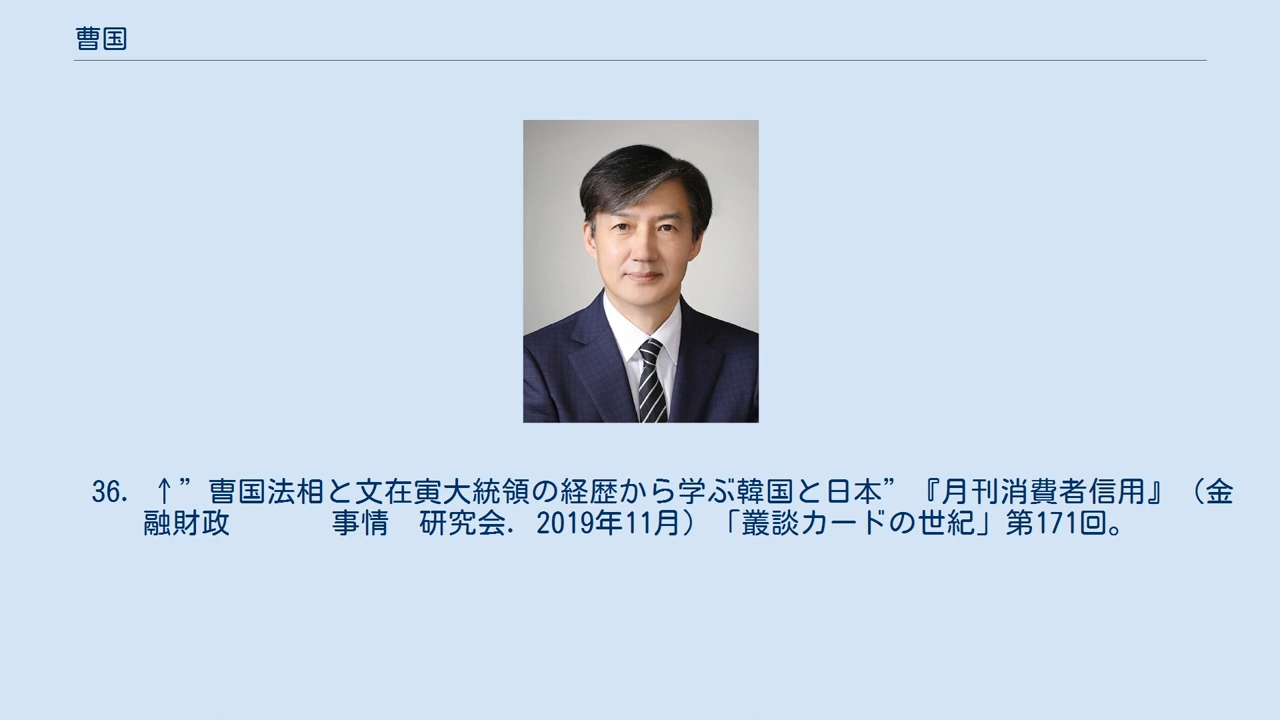 曹国
36. ↑”曺国法相と文在寅大統領の経歴から学ぶ韓国と日本”『月刊消費者信用』（金
融財政　　　事情　研究会. 2019年11月）「叢談カードの世紀」第171回。